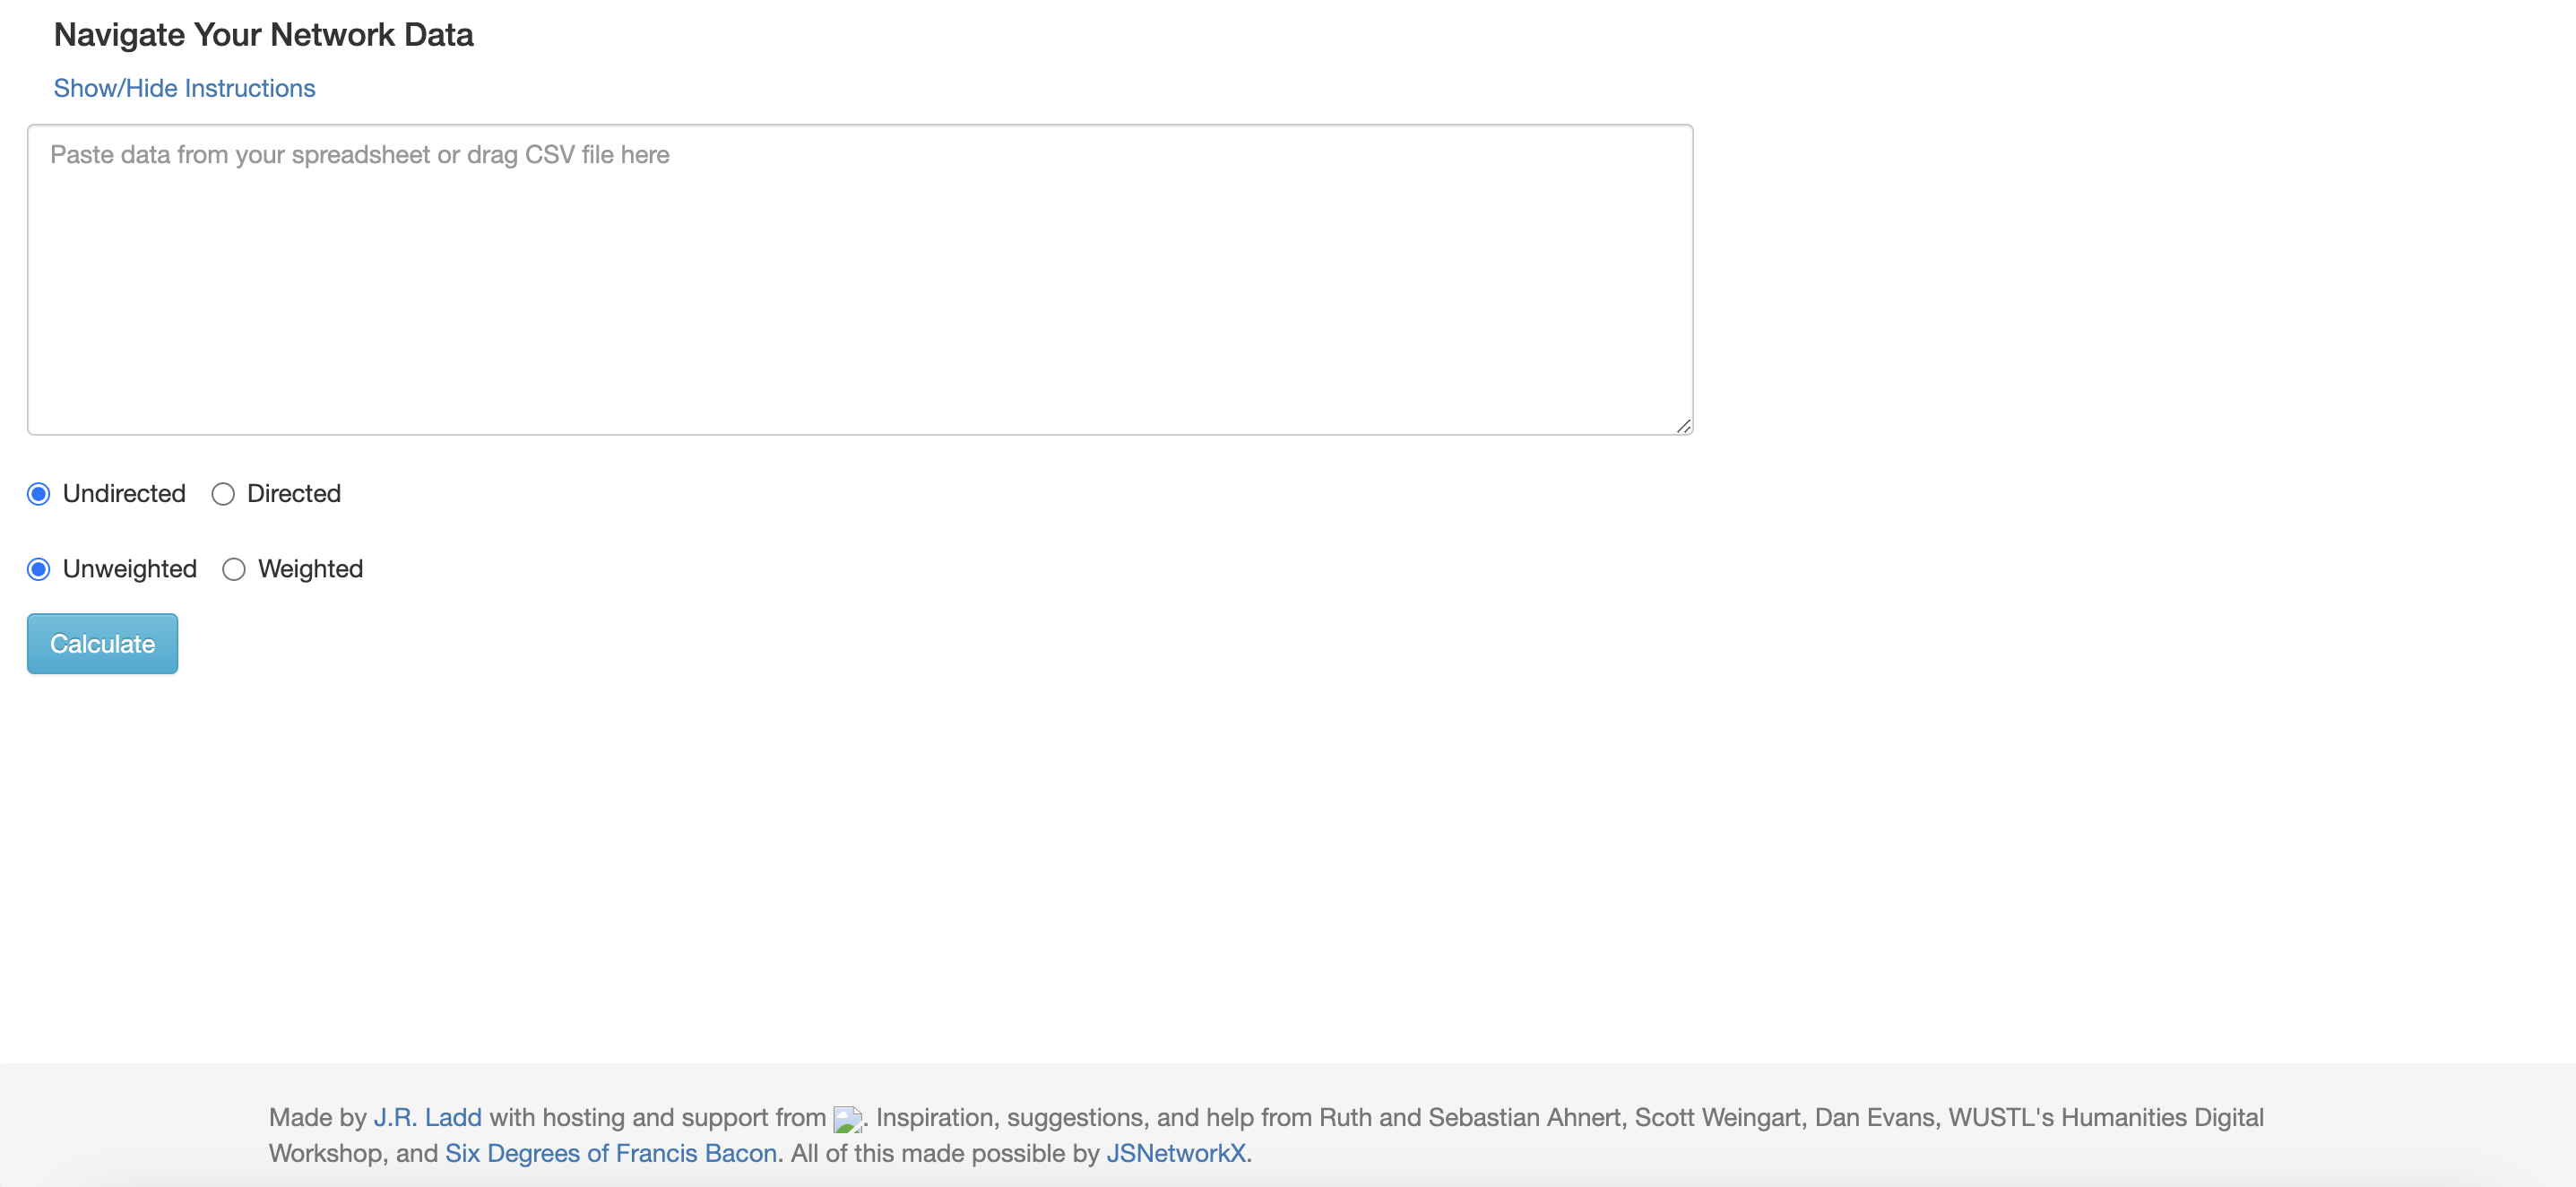 Navigate Your Network Data
Show/Hide Instructions
Paste data from your spreadsheet or drag CSV file here
Undirected Directed
Unweighted Weighted
Calculate
Made by J.R. Ladd with hosting and support from . Inspiration, suggestions, and help from Ruth and Sebastian Ahnert, Scott Weingart, Dan Evans, WUSTL's Humanities Digital
Workshop, and Six Degrees of Francis Bacon. All of this made possible by JSNetworkX.